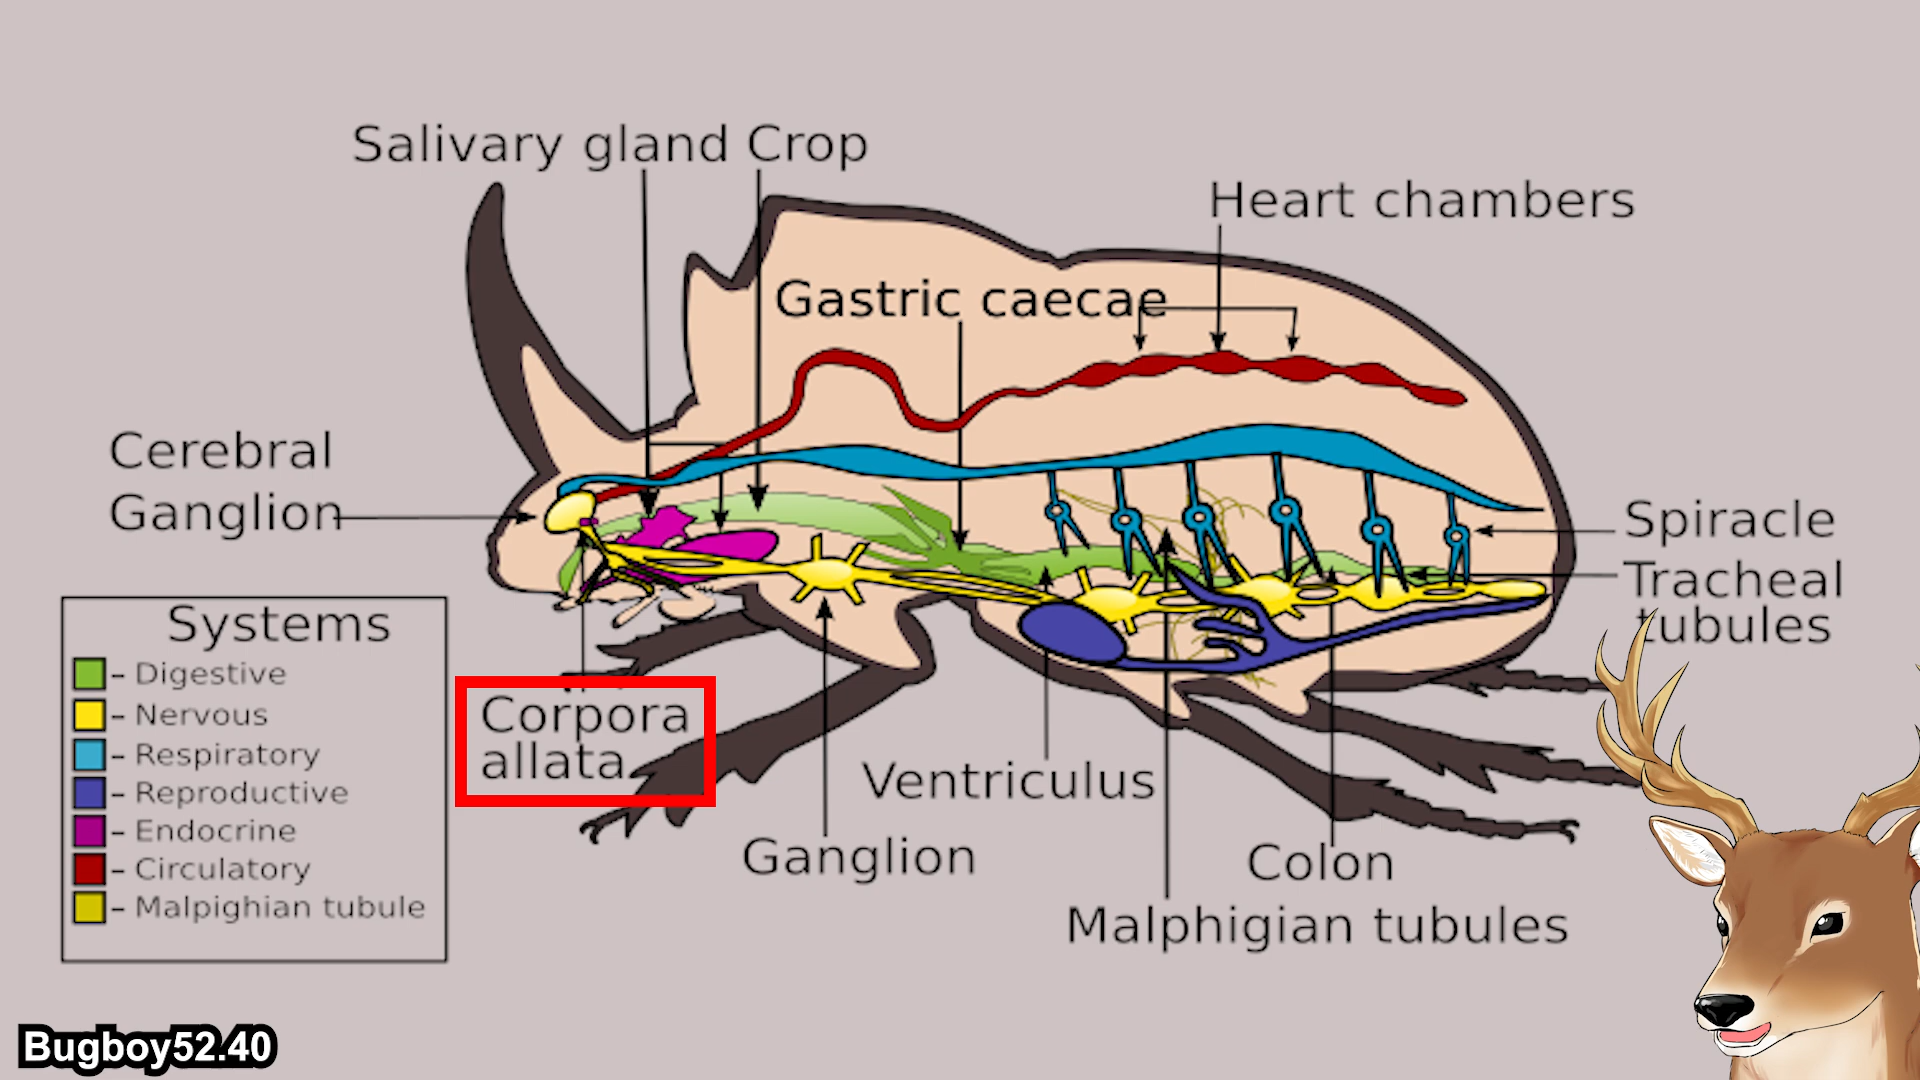 Salivary gland Crop
Heart chambers
Gastric caecae
Cerebral
Ganglion
Spiracle
Tracheal
tubules
Systems
– Digestive
– Nervous
– Respiratory
– Reproductive
– Endocrine
– Circulatory
– Malpighian tubule
Corpora
allata
Ventriculus
Ganglion
Colon
Malphigian tubules
Bugboy52.40